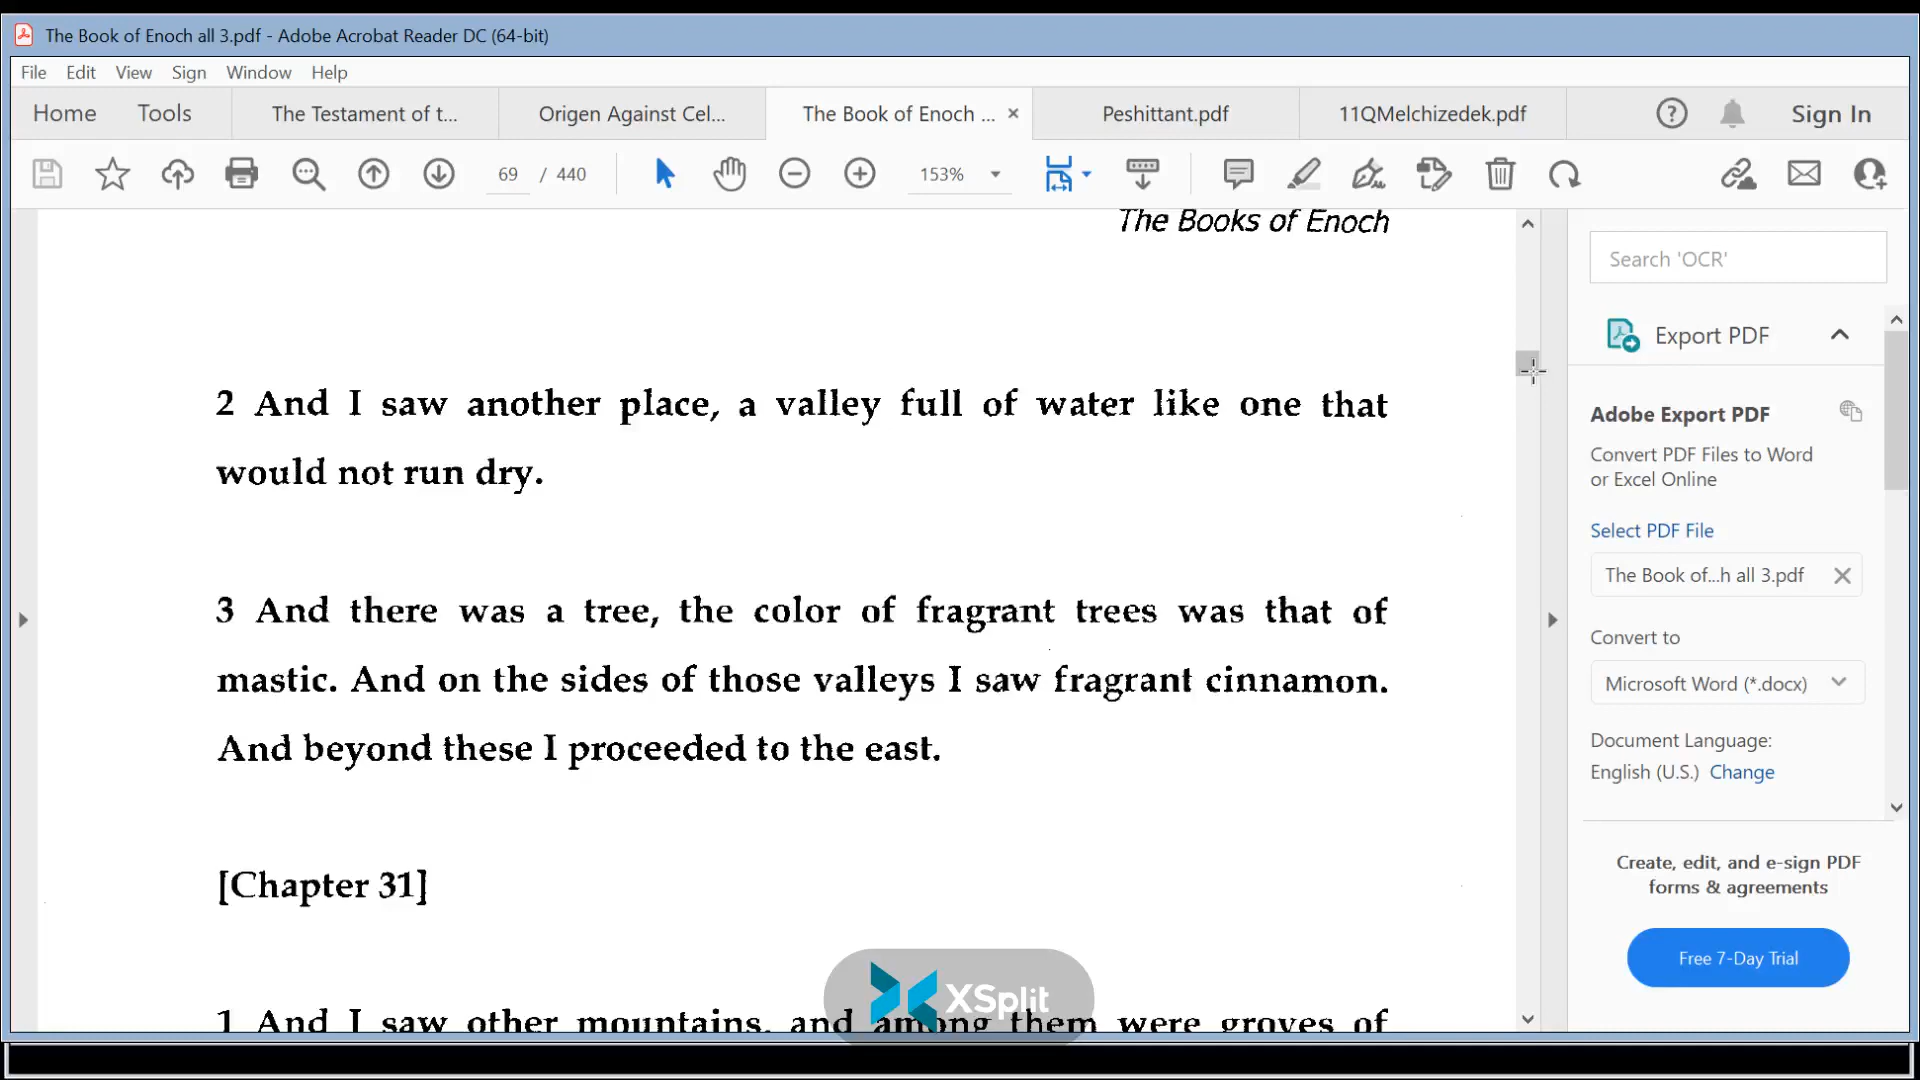 The Book of Enoch all 3.pdf - Adobe Acrobat Reader DC (64-bit)
File Edit View Sign Window Help
Home Tools The Testament of t... Origen Against Cel... The Book of Enoch ... Peshittant.pdf 11QMelchizedek.pdf Sign In
69 / 440 153%
The Books of Enoch
2 And I saw another place, a valley full of water like one that
would not run dry.
3 And there was a tree, the color of fragrant trees was that of
mastic. And on the sides of those valleys I saw fragrant cinnamon.
And beyond these I proceeded to the east.
[Chapter 31]
1 And I saw other mountains, and among them were groves of
XSplit
Search 'OCR'
Export PDF
Adobe Export PDF
Convert PDF Files to Word
or Excel Online
Select PDF File
The Book of...h all 3.pdf
Convert to
Microsoft Word (*.docx)
Document Language:
English (U.S.) Change
Create, edit, and e-sign PDF
forms & agreements
Free 7-Day Trial